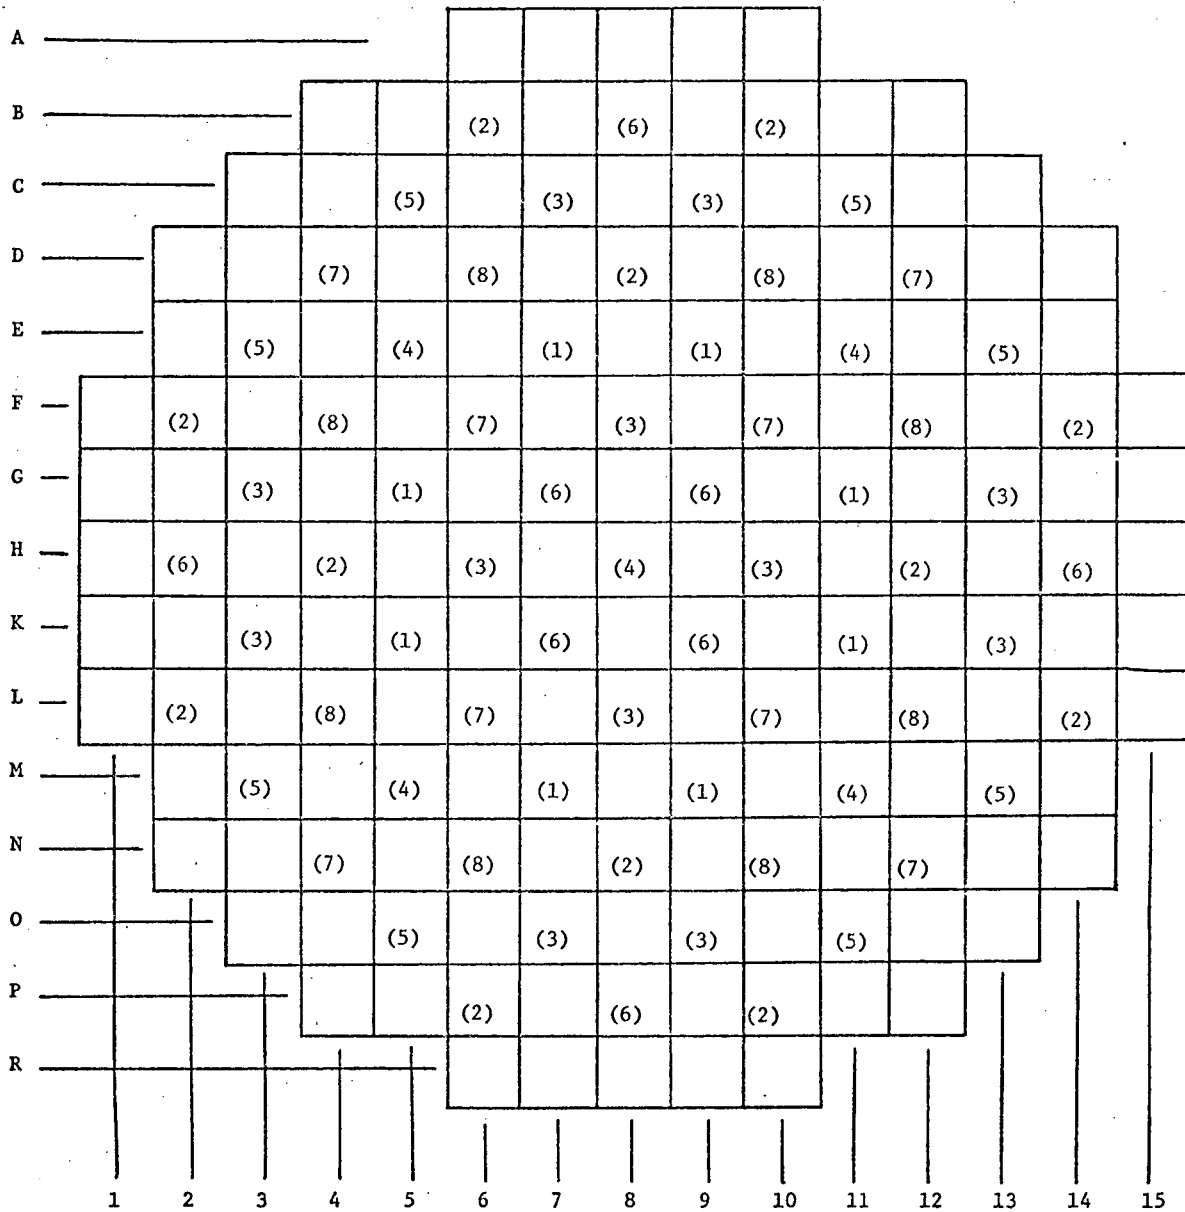 A
B (2) (6) (2)
C (5) (3) (3) (5)
D (7) (8) (2) (8) (7)
E (5) (4) (1) (1) (4) (5)
F (2) (8) (7) (3) (7) (8) (2)
G (3) (1) (6) (6) (1) (3)
H (6) (2) (3) (4) (3) (2) (6)
K (3) (1) (6) (6) (1) (3)
L (2) (8) (7) (3) (7) (8) (2)
M (5) (4) (1) (1) (4) (5)
N (7) (8) (2) (8) (7)
O (5) (3) (3) (5)
P (2) (6) (2)
R
1 2 3 4 5 6 7 8 9 10 11 12 13 14 15